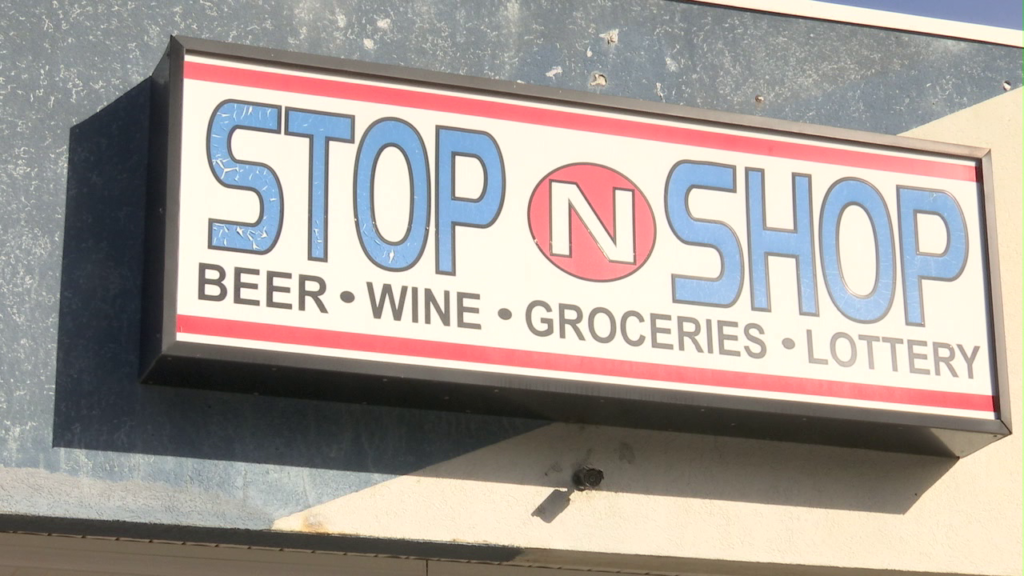 STOP N SHOP
BEER • WINE • GROCERIES • LOTTERY